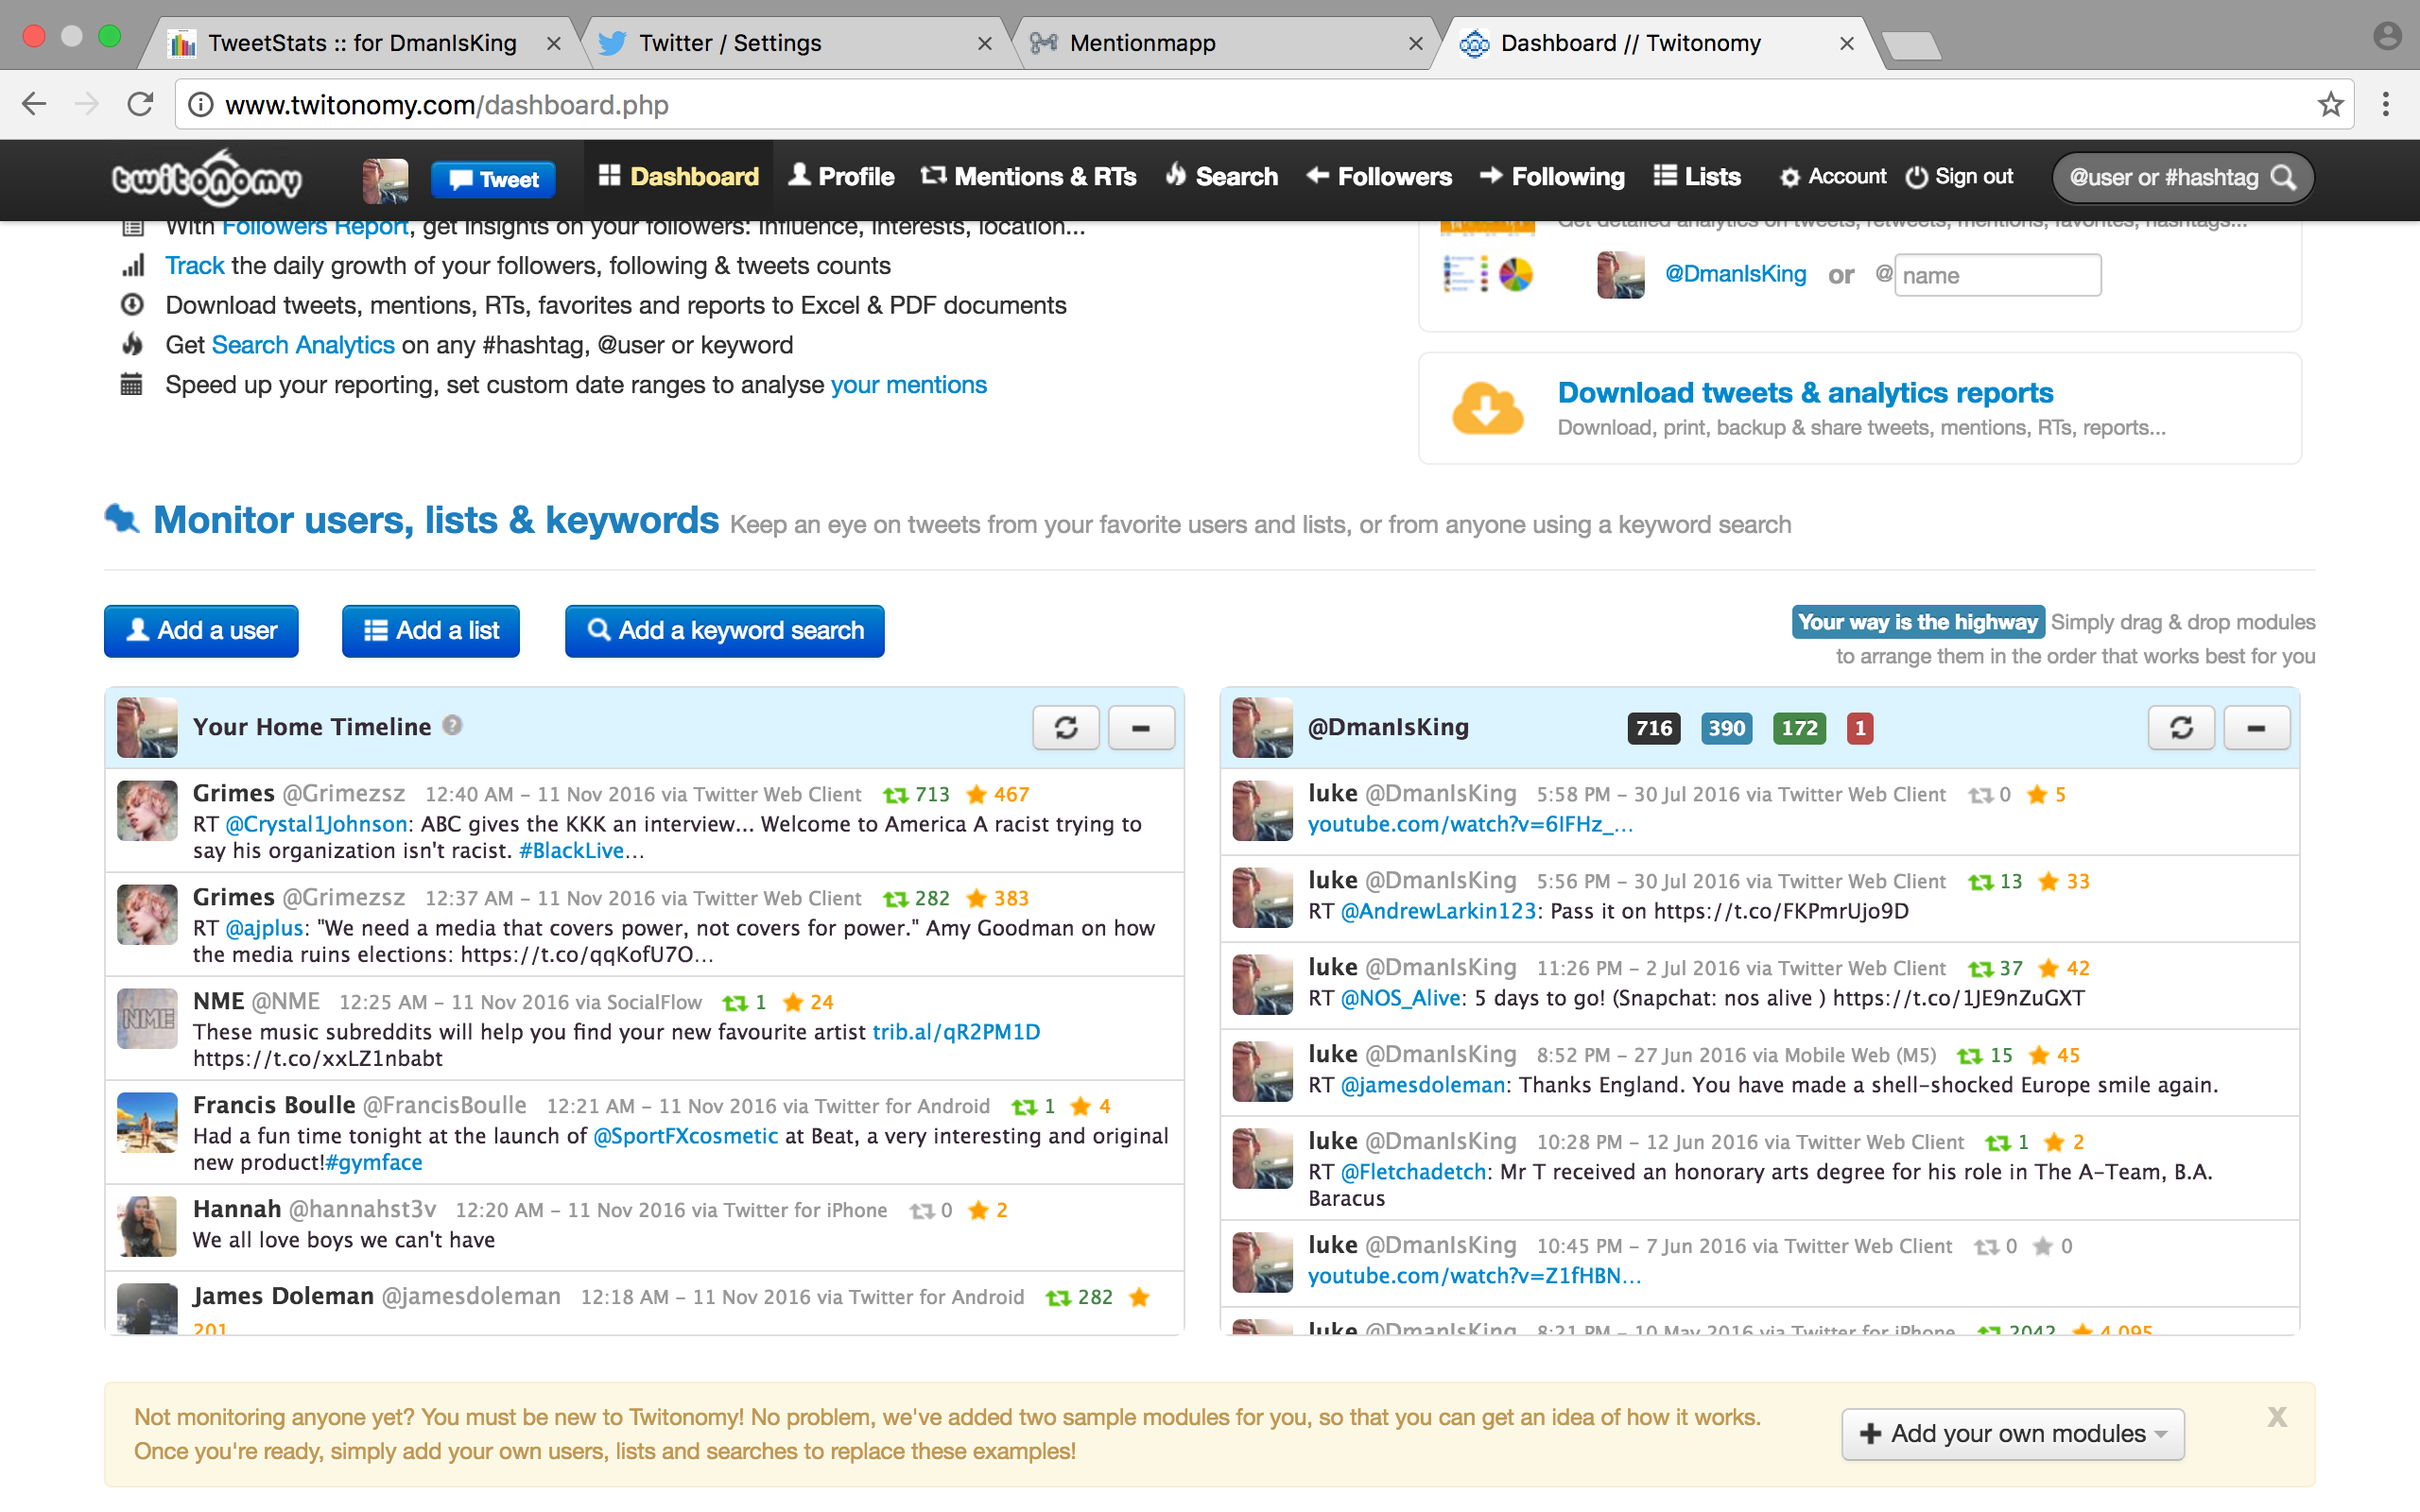 TweetStats :: for DmanIsKing
Twitter / Settings
Mentionmapp
Dashboard // Twitonomy
www.twitonomy.com/dashboard.php
twitonomy
Tweet
Dashboard
Profile
Mentions & RTs
Search
Followers
Following
Lists
Account
Sign out
@user or #hashtag
With Followers Report, get insights on your followers: influence, interests, location...
Track the daily growth of your followers, following & tweets counts
Download tweets, mentions, RTs, favorites and reports to Excel & PDF documents
Get Search Analytics on any #hashtag, @user or keyword
Speed up your reporting, set custom date ranges to analyse your mentions
Get detailed analytics on tweets, retweets, mentions, favorites, hashtags...
@DmanIsKing or @ name
Download tweets & analytics reports
Download, print, backup & share tweets, mentions, RTs, reports...
Monitor users, lists & keywords Keep an eye on tweets from your favorite users and lists, or from anyone using a keyword search
Add a user
Add a list
Add a keyword search
Your way is the highway Simply drag & drop modules
to arrange them in the order that works best for you
Your Home Timeline ?
Grimes @Grimezsz 12:40 AM - 11 Nov 2016 via Twitter Web Client 713 467
RT @Crystal1Johnson: ABC gives the KKK an interview... Welcome to America A racist trying to
say his organization isn't racist. #BlackLive…
Grimes @Grimezsz 12:37 AM - 11 Nov 2016 via Twitter Web Client 282 383
RT @ajplus: "We need a media that covers power, not covers for power." Amy Goodman on how
the media ruins elections: https://t.co/qqKofU7O…
NME @NME 12:25 AM - 11 Nov 2016 via SocialFlow 1 24
NME
These music subreddits will help you find your new favourite artist trib.al/qR2PM1D
https://t.co/xxLZ1nbabt
Francis Boulle @FrancisBoulle 12:21 AM - 11 Nov 2016 via Twitter for Android 1 4
Had a fun time tonight at the launch of @SportFXcosmetic at Beat, a very interesting and original
new product!#gymface
Hannah @hannahst3v 12:20 AM - 11 Nov 2016 via Twitter for iPhone 0 2
We all love boys we can't have
James Doleman @jamesdoleman 12:18 AM - 11 Nov 2016 via Twitter for Android 282
201
@DmanIsKing 716 390 172 1
luke @DmanIsKing 5:58 PM - 30 Jul 2016 via Twitter Web Client 0 5
youtube.com/watch?v=6IFHz_…
luke @DmanIsKing 5:56 PM - 30 Jul 2016 via Twitter Web Client 13 33
RT @AndrewLarkin123: Pass it on https://t.co/FKPmrUjo9D
luke @DmanIsKing 11:26 PM - 2 Jul 2016 via Twitter Web Client 37 42
RT @NOS_Alive: 5 days to go! (Snapchat: nos alive ) https://t.co/1JE9nZuGXT
luke @DmanIsKing 8:52 PM - 27 Jun 2016 via Mobile Web (M5) 15 45
RT @jamesdoleman: Thanks England. You have made a shell-shocked Europe smile again.
luke @DmanIsKing 10:28 PM - 12 Jun 2016 via Twitter Web Client 1 2
RT @Fletchadetch: Mr T received an honorary arts degree for his role in The A-Team, B.A.
Baracus
luke @DmanIsKing 10:45 PM - 7 Jun 2016 via Twitter Web Client 0 0
youtube.com/watch?v=Z1fHBN…
luke @DmanIsKing 8:21 PM - 10 May 2016 via Twitter for iPhone 2042 4,095
Not monitoring anyone yet? You must be new to Twitonomy! No problem, we've added two sample modules for you, so that you can get an idea of how it works.
Once you're ready, simply add your own users, lists and searches to replace these examples!
Add your own modules
X